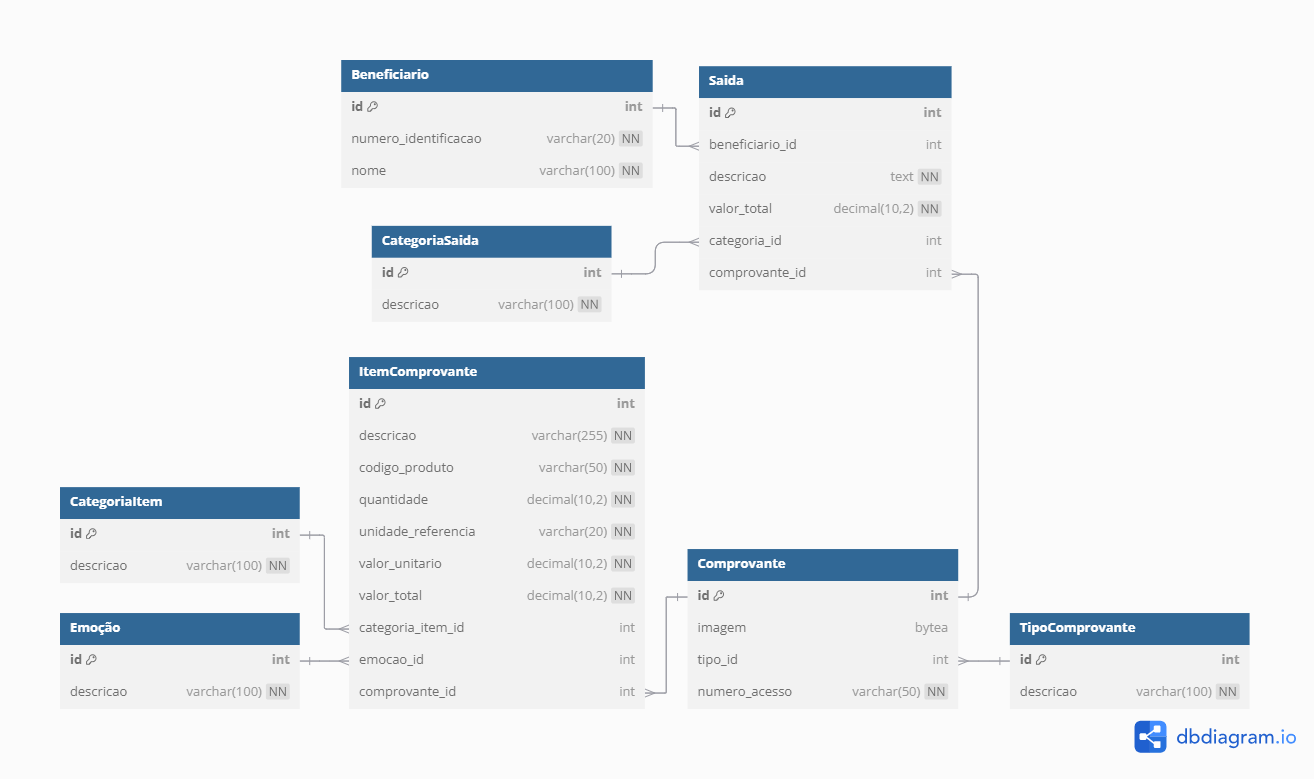 Beneficiario
id int
numero_identificacao varchar(20) NN
nome varchar(100) NN
Saida
id int
beneficiario_id int
descricao text NN
valor_total decimal(10,2) NN
categoria_id int
comprovante_id int
CategoriaSaida
id int
descricao varchar(100) NN
ItemComprovante
id int
descricao varchar(255) NN
codigo_produto varchar(50) NN
quantidade decimal(10,2) NN
unidade_referencia varchar(20) NN
valor_unitario decimal(10,2) NN
valor_total decimal(10,2) NN
categoria_item_id int
emocao_id int
comprovante_id int
CategoriaItem
id int
descricao varchar(100) NN
Emoção
id int
descricao varchar(100) NN
Comprovante
id int
imagem bytea
tipo_id int
numero_acesso varchar(50) NN
TipoComprovante
id int
descricao varchar(100) NN
dbdiagram.io